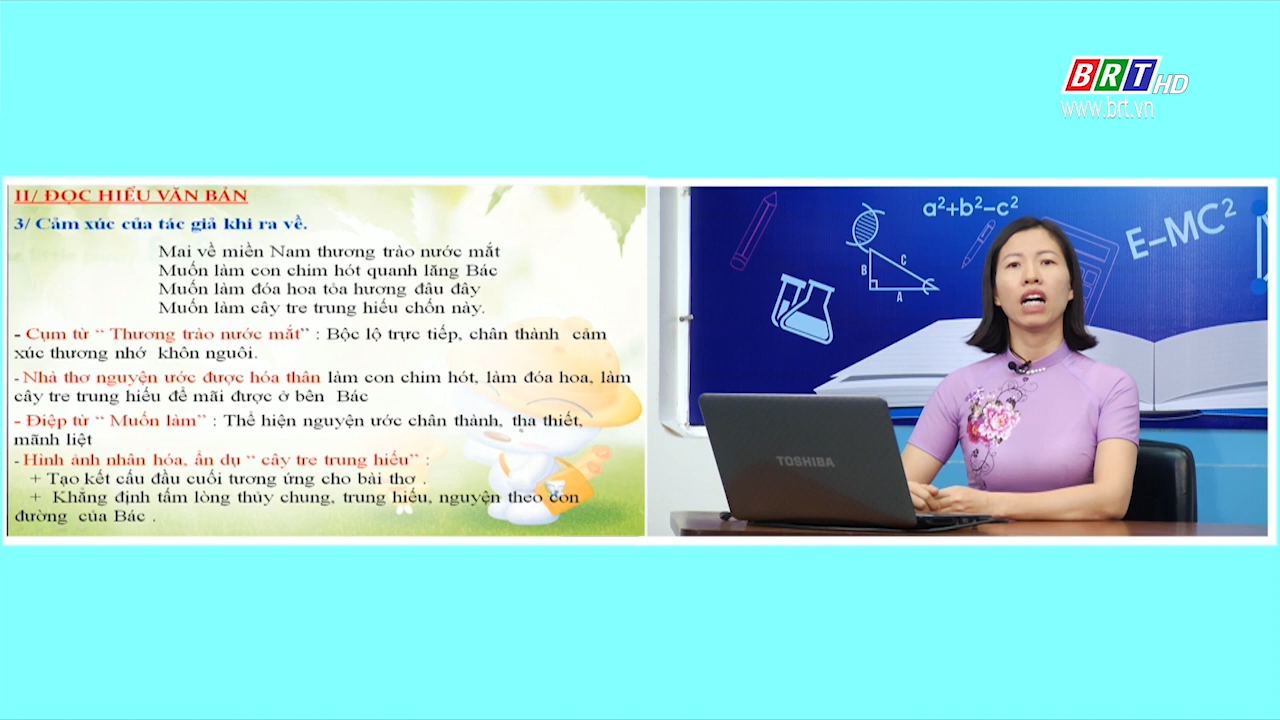 BRT HD
www.brt.vn
II/ ĐỌC HIỂU VĂN BẢN
3/ Cảm xúc của tác giả khi ra về.
Mai về miền Nam thương trào nước mắt
Muốn làm con chim hót quanh lăng Bác
Muốn làm đóa hoa tỏa hương đâu đây
Muốn làm cây tre trung hiếu chốn này.
- Cụm từ “ Thương trào nước mắt” : Bộc lộ trực tiếp, chân thành cảm
xúc thương nhớ khôn nguôi.
- Nhà thơ nguyện ước được hóa thân làm con chim hót, làm đóa hoa, làm
cây tre trung hiếu để mãi được ở bên Bác
- Điệp từ “ Muốn làm” : Thể hiện nguyện ước chân thành, tha thiết,
mãnh liệt
- Hình ảnh nhân hóa, ẩn dụ “ cây tre trung hiếu” :
+ Tạo kết cấu đầu cuối tương ứng cho bài thơ .
+ Khẳng định tấm lòng thủy chung, trung hiếu, nguyện theo con
đường của Bác .
a²+b²–c²
E–MC²
B
C
A
TOSHIBA